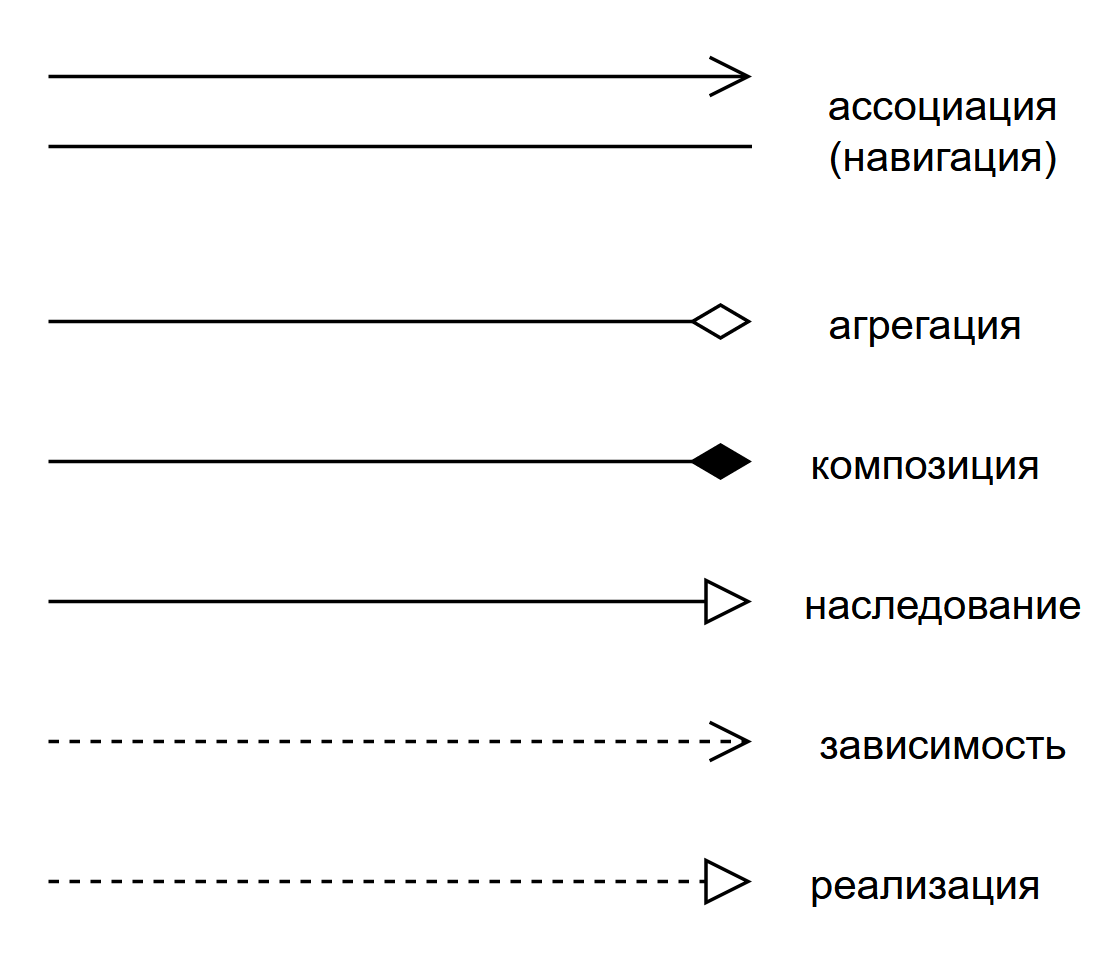 ассоциация
(навигация)
агрегация
композиция
наследование
зависимость
реализация